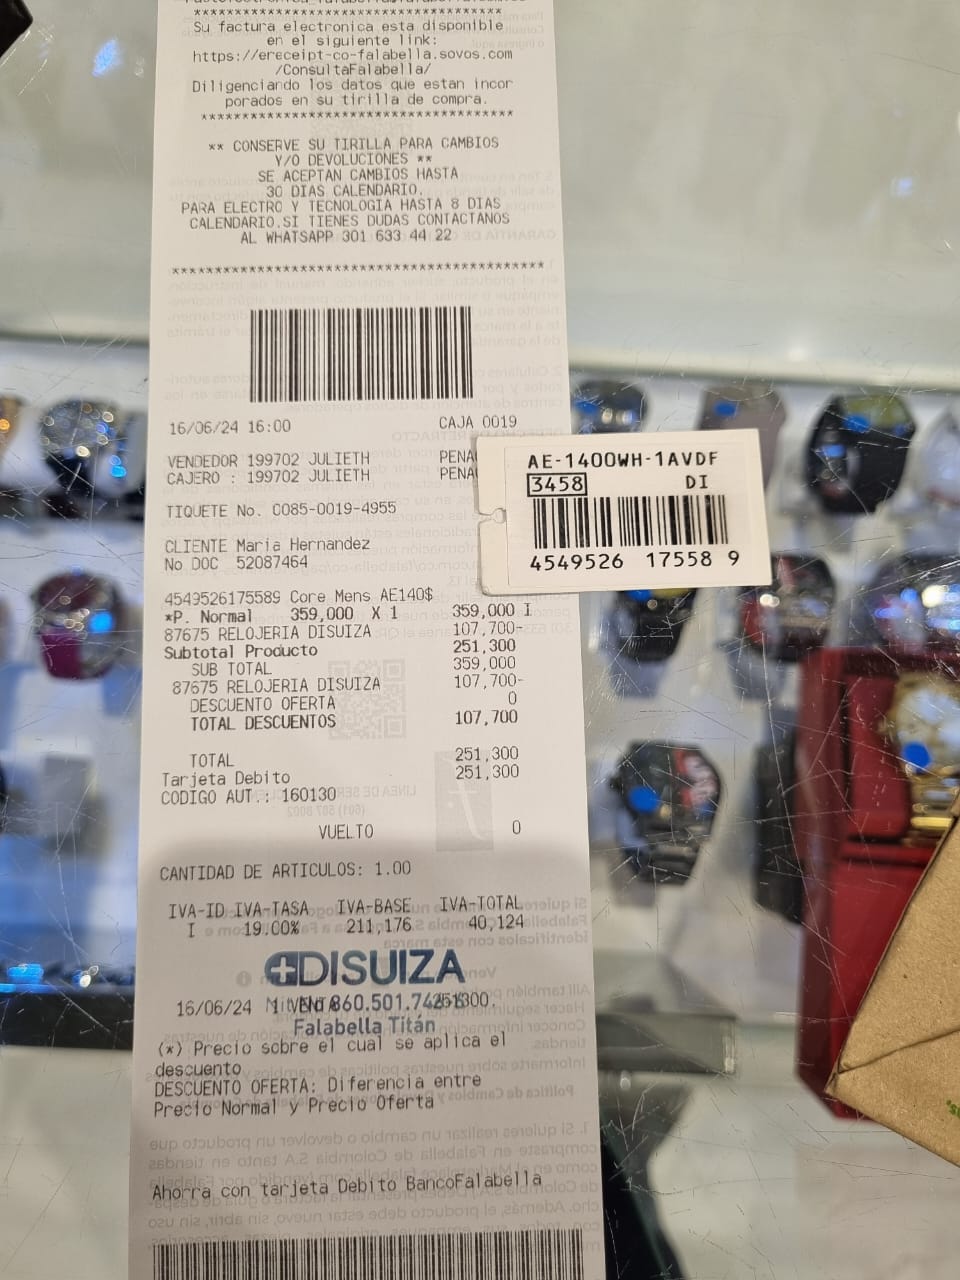 ****************************************
Su factura electronica esta disponible
en el siguiente link:
https://ereceipt-co-falabella.sovos.com
/ConsultaFalabella/
Diligenciando los datos que estan incor
porados en su tirilla de compra.
****************************************
** CONSERVE SU TIRILLA PARA CAMBIOS
Y/O DEVOLUCIONES **
SE ACEPTAN CAMBIOS HASTA
30 DIAS CALENDARIO.
PARA ELECTRO Y TECNOLOGIA HASTA 8 DIAS
CALENDARIO.SI TIENES DUDAS CONTACTANOS
AL WHATSAPP 301 633 44 22
************************************************
16/06/24 16:00 CAJA 0019
VENDEDOR 199702 JULIETH PENA
CAJERO : 199702 JULIETH PENA
TIQUETE No. C085-0019-4955
CLIENTE Maria Hernandez
No DOC 52087464
4549526175589 Core Mens AE140$
*P. Normal 359,000 X 1 359,000 I
87675 RELOJERIA DISUIZA 107,700-
Subtotal Producto 251,300
SUB TOTAL 359,000
87675 RELOJERIA DISUIZA 107,700-
DESCUENTO OFERTA 0
TOTAL DESCUENTOS 107,700
TOTAL 251,300
Tarjeta Debito 251,300
CODIGO AUT.: 160130
VUELTO 0
CANTIDAD DE ARTICULOS: 1.00
IVA-ID IVA-TASA IVA-BASE IVA-TOTAL
I 19.00% 211,176 40,124
DISUIZA
16/06/24
Falabella Titán
(*) Precio sobre el cual se aplica el
descuento
DESCUENTO OFERTA: Diferencia entre
Precio Normal y Precio Oferta
Ahorra con tarjeta Debito BancoFalabella
AE-1400WH-1AVDF
3458 DI
4549526 17558 9